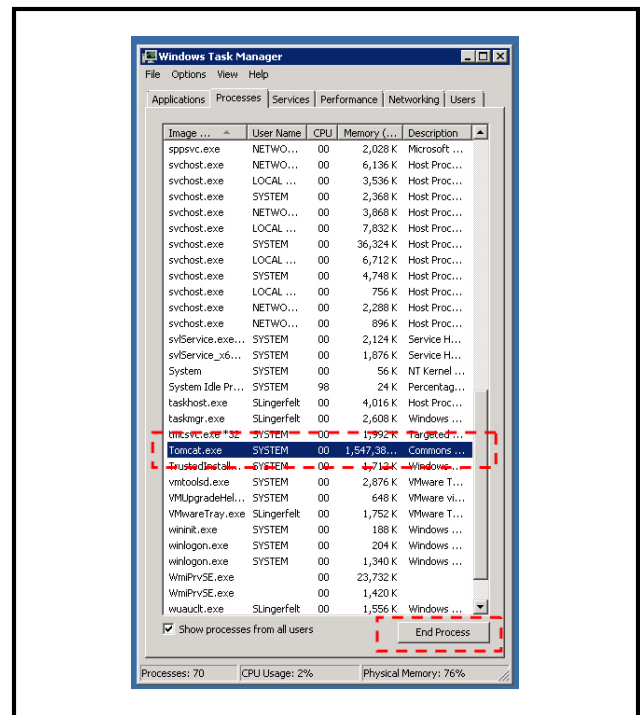 Windows Task Manager
File Options View Help
Applications Processes Services Performance Networking Users
Image ... User Name CPU Memory (... Description
sppsvc.exe NETWO... 00 2,028 K Microsoft ...
svchost.exe NETWO... 00 6,136 K Host Proc...
svchost.exe LOCAL ... 00 3,536 K Host Proc...
svchost.exe SYSTEM 00 2,368 K Host Proc...
svchost.exe NETWO... 00 3,868 K Host Proc...
svchost.exe LOCAL ... 00 7,832 K Host Proc...
svchost.exe SYSTEM 00 36,324 K Host Proc...
svchost.exe LOCAL ... 00 6,712 K Host Proc...
svchost.exe SYSTEM 00 4,748 K Host Proc...
svchost.exe LOCAL ... 00 756 K Host Proc...
svchost.exe NETWO... 00 2,288 K Host Proc...
svchost.exe NETWO... 00 896 K Host Proc...
svlService.exe... SYSTEM 00 2,124 K Service H...
svlService_x6... SYSTEM 00 1,876 K Service H...
System SYSTEM 00 56 K NT Kernel ...
System Idle Pr... SYSTEM 98 24 K Percentag...
taskhost.exe SLingerfelt 00 4,016 K Host Proc...
taskmgr.exe SLingerfelt 00 2,608 K Windows ...
tmtsvc.exe *32 SYSTEM 00 1,992 K Targeted ...
Tomcat.exe SYSTEM 00 1,547,38... Commons ...
TrustedInstall... SYSTEM 00 1,712 K Windows ...
vmtoolsd.exe SYSTEM 00 2,876 K VMware T...
VMUpgradeHel... SYSTEM 00 648 K VMware vi...
VMwareTray.exe SLingerfelt 00 1,752 K VMware T...
wininit.exe SYSTEM 00 188 K Windows ...
winlogon.exe SYSTEM 00 204 K Windows ...
winlogon.exe SYSTEM 00 1,340 K Windows ...
WmiPrvSE.exe 00 23,732 K
WmiPrvSE.exe 00 1,420 K
wuauclt.exe SLingerfelt 00 1,556 K Windows ...
Show processes from all users End Process
Processes: 70 CPU Usage: 2% Physical Memory: 76%